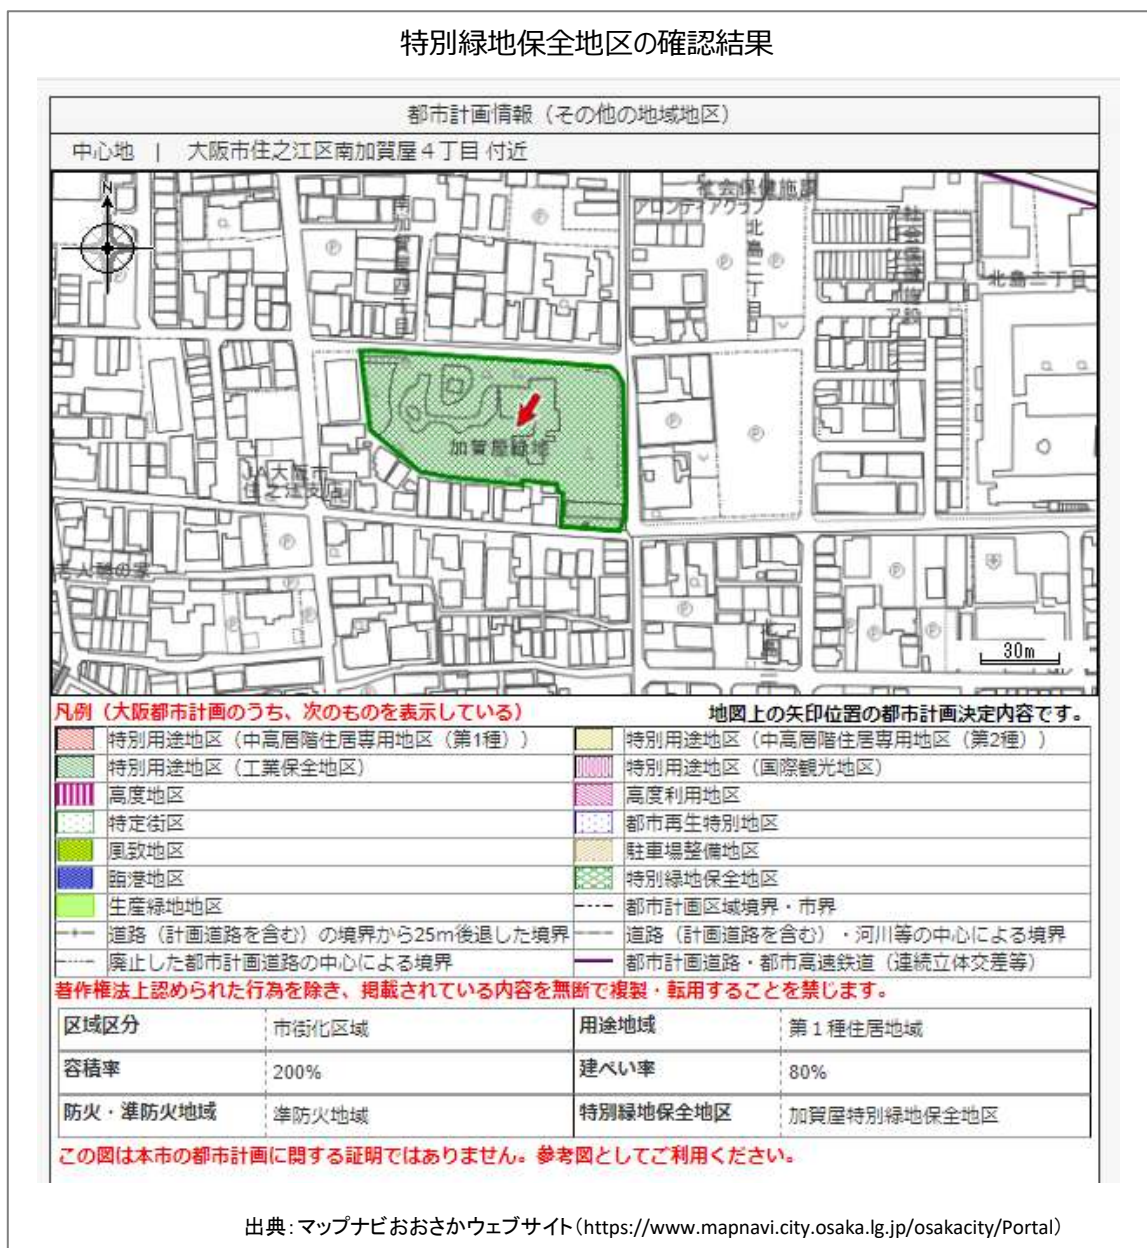 特別緑地保全地区の確認結果
都市計画情報（その他の地域地区）
中心地 | 大阪市住之江区南加賀屋４丁目 付近
N
社会保健施設
アロンティアクラブ
南加賀屋四丁目
北島二丁目
北島二丁目
加賀屋緑地
JA大阪市
住之江支店
老人憩の家
30m
凡例（大阪都市計画のうち、次のものを表示している） 地図上の矢印位置の都市計画決定内容です。
特別用途地区（中高層階住居専用地区（第1種）） 特別用途地区（中高層階住居専用地区（第2種））
特別用途地区（工業保全地区） 特別用途地区（国際観光地区）
高度地区 高度利用地区
特定街区 都市再生特別地区
風致地区 駐車場整備地区
臨港地区 特別緑地保全地区
生産緑地地区 都市計画区域境界・市界
道路（計画道路を含む）の境界から25m後退した境界 道路（計画道路を含む）・河川等の中心による境界
廃止した都市計画道路の中心による境界 都市計画道路・都市高速鉄道（連続立体交差等）
著作権法上認められた行為を除き、掲載されている内容を無断で複製・転用することを禁じます。
区域区分 市街化区域 用途地域 第１種住居地域
容積率 200% 建ぺい率 80%
防火・準防火地域 準防火地域 特別緑地保全地区 加賀屋特別緑地保全地区
この図は本市の都市計画に関する証明ではありません。参考図としてご利用ください。
出典：マップナビおおさかウェブサイト（https://www.mapnavi.city.osaka.lg.jp/osakacity/Portal）